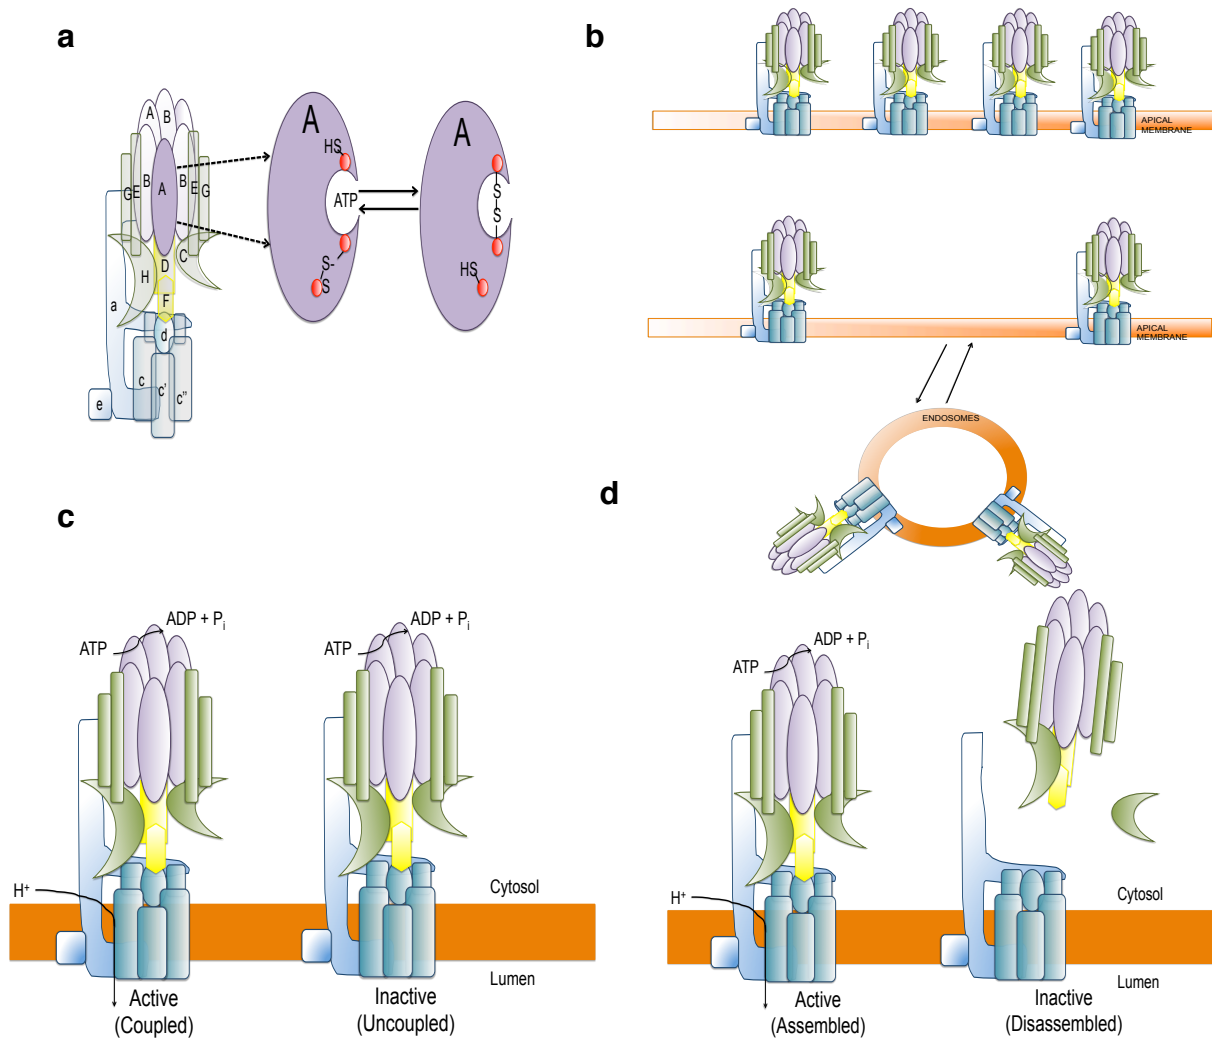 a
A
B
G
E
B
A
B
E
G
H
D
C
F
a
d
c
c'
c"
e
A
HS
ATP
S-
S
S
A
S
S
HS
b
APICAL
MEMBRANE
APICAL
MEMBRANE
ENDOSOMES
c
ATP
ADP + Pi
ATP
ADP + Pi
H+
Cytosol
Lumen
Active
(Coupled)
Inactive
(Uncoupled)
d
ATP
ADP + Pi
H+
Cytosol
Lumen
Active
(Assembled)
Inactive
(Disassembled)